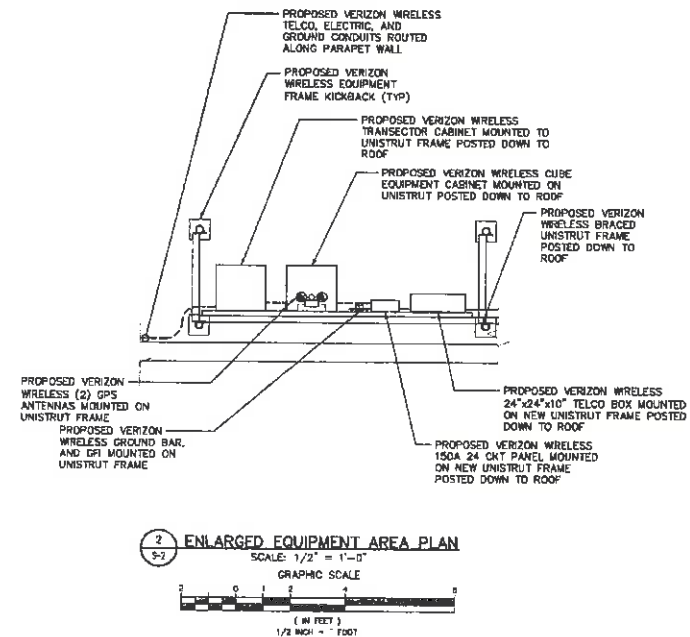 PROPOSED VERIZON WIRELESS
TELCO, ELECTRIC, AND
GROUND CONDUITS ROUTED
ALONG PARAPET WALL
PROPOSED VERIZON
WIRELESS EQUIPMENT
FRAME KICKBACK (TYP)
PROPOSED VERIZON WIRELESS
TRANSECTOR CABINET MOUNTED TO
UNISTRUT FRAME POSTED DOWN TO
ROOF
PROPOSED VERIZON WIRELESS CUBE
EQUIPMENT CABINET MOUNTED ON
UNISTRUT POSTED DOWN TO ROOF
PROPOSED VERIZON
WIRELESS BRACED
UNISTRUT FRAME
POSTED DOWN TO
ROOF
PROPOSED VERIZON
WIRELESS (2) GPS
ANTENNAS MOUNTED ON
UNISTRUT FRAME
PROPOSED VERIZON
WIRELESS GROUND BAR,
AND GFI MOUNTED ON
UNISTRUT FRAME
PROPOSED VERIZON WIRELESS
24"x24"x10" TELCO BOX MOUNTED
ON NEW UNISTRUT FRAME POSTED
DOWN TO ROOF
PROPOSED VERIZON WIRELESS
150A 24 CKT PANEL MOUNTED
ON NEW UNISTRUT FRAME
POSTED DOWN TO ROOF
2
S-2
ENLARGED EQUIPMENT AREA PLAN
SCALE: 1/2" = 1'-0"
GRAPHIC SCALE
2 0 1 2 4
( IN FEET )
1/2 INCH = FOOT